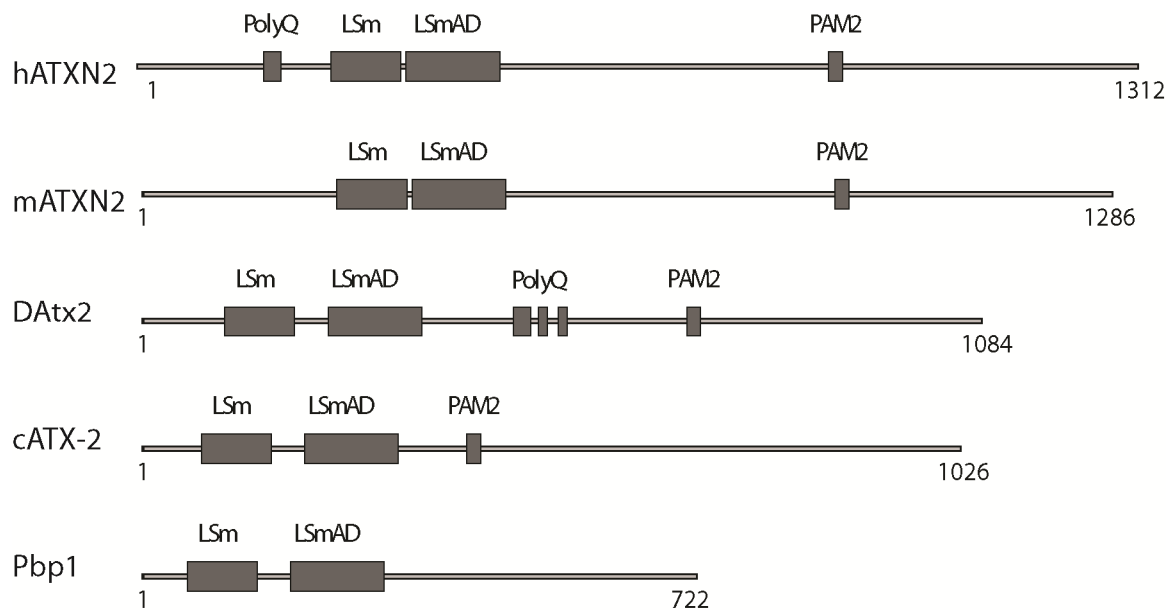 PolyQ LSm LSmAD PAM2
hATXN2
1 1312
LSm LSmAD PAM2
mATXN2
1 1286
LSm LSmAD PolyQ PAM2
DAtx2
1 1084
LSm LSmAD PAM2
cATX-2
1 1026
LSm LSmAD
Pbp1
1 722